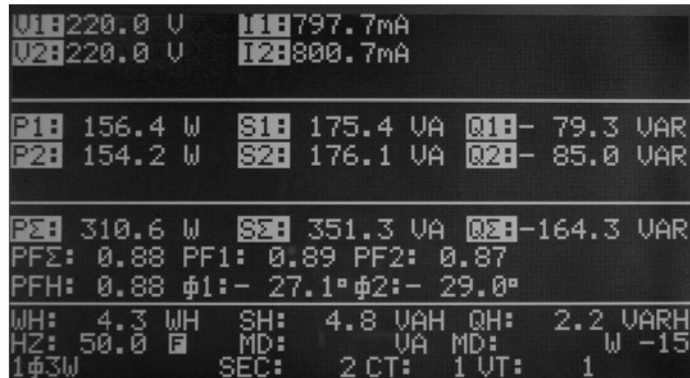 V1:220.0 V I1:797.7mA
V2:220.0 V I2:800.7mA
P1: 156.4 W S1: 175.4 VA Q1:- 79.3 VAR
P2: 154.2 W S2: 176.1 VA Q2:- 85.0 VAR
PΣ: 310.6 W SΣ: 351.3 VA QΣ:-164.3 VAR
PFΣ: 0.88 PF1: 0.89 PF2: 0.87
PFH: 0.88 ϕ1:- 27.1° ϕ2:- 29.0°
WH: 4.3 WH SH: 4.8 VAH QH: 2.2 VARH
HZ: 50.0 F MD: VA MD: W -15
1ϕ3W SEC: 2 CT: 1 VT: 1